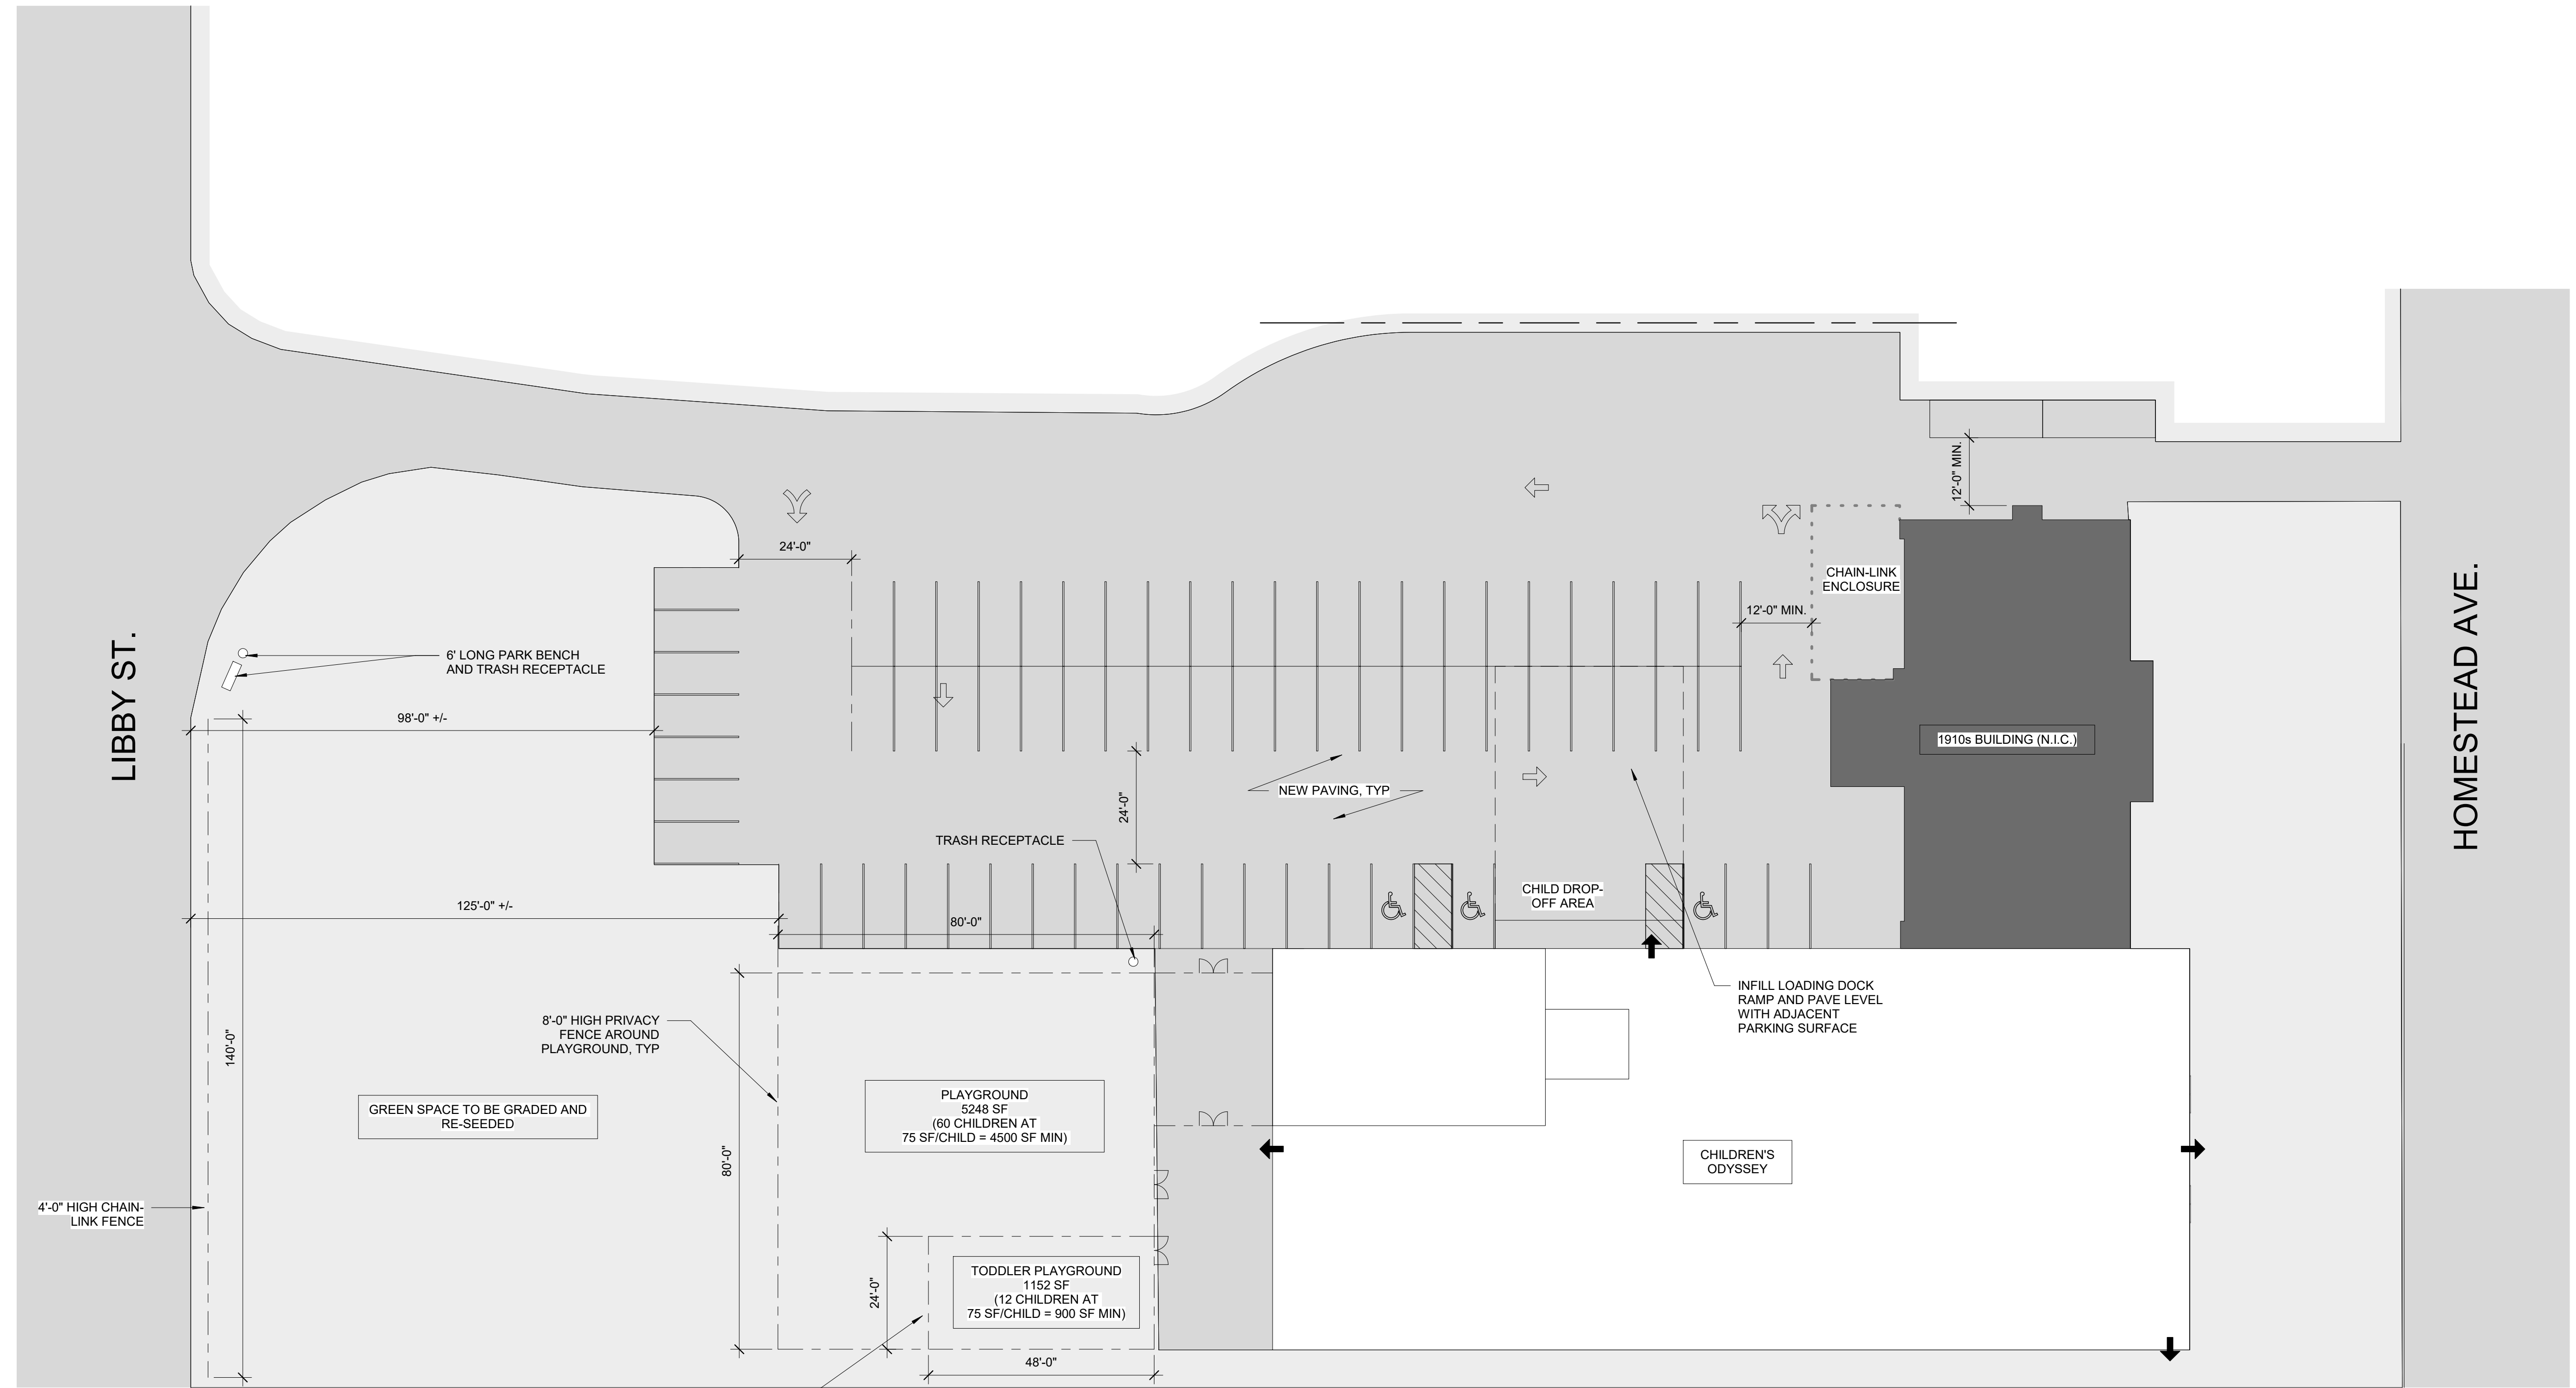 12'-0" MIN.
24'-0"
CHAIN-LINK
ENCLOSURE
12'-0" MIN.
6' LONG PARK BENCH
AND TRASH RECEPTACLE
LIBBY ST.
HOMESTEAD AVE.
98'-0" +/-
1910s BUILDING (N.I.C.)
NEW PAVING, TYP
24'-0"
TRASH RECEPTACLE
CHILD DROP-
OFF AREA
125'-0" +/-
80'-0"
INFILL LOADING DOCK
RAMP AND PAVE LEVEL
WITH ADJACENT
PARKING SURFACE
8'-0" HIGH PRIVACY
FENCE AROUND
PLAYGROUND, TYP
140'-0"
GREEN SPACE TO BE GRADED AND
RE-SEEDED
PLAYGROUND
5248 SF
(60 CHILDREN AT
75 SF/CHILD = 4500 SF MIN)
80'-0"
CHILDREN'S
ODYSSEY
4'-0" HIGH CHAIN-
LINK FENCE
24'-0"
TODDLER PLAYGROUND
1152 SF
(12 CHILDREN AT
75 SF/CHILD = 900 SF MIN)
48'-0"